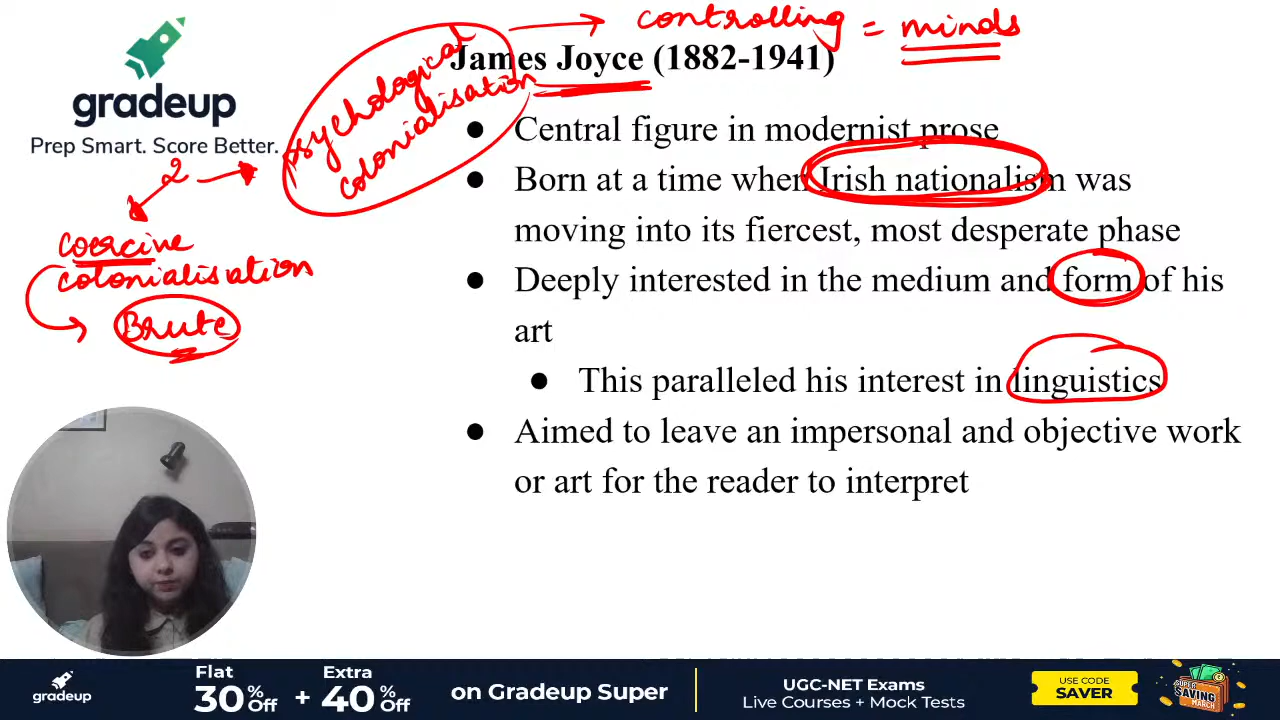 controlling = minds
James Joyce (1882-1941)
gradeup
Prep Smart. Score Better.
psychological
colonialisation
2
coercive
colonialisation
Brute
● Central figure in modernist prose
● Born at a time when Irish nationalism was
moving into its fiercest, most desperate phase
● Deeply interested in the medium and form of his
art
● This paralleled his interest in linguistics
● Aimed to leave an impersonal and objective work
or art for the reader to interpret
gradeup
Flat 30% Off + Extra 40% Off
on Gradeup Super
UGC-NET Exams
Live Courses + Mock Tests
USE CODE
SAVER
SUPER
SAVING
MARCH